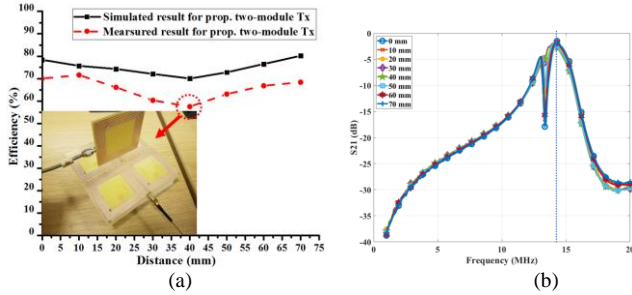 (a)
Simulated result for prop. two-module Tx
Mearsured result for prop. two-module Tx
110
100
90
80
70
60
50
40
30
20
10
0
Efficiency (%)
0 5 10 15 20 25 30 35 40 45 50 55 60 65 70 75
Distance (mm)
(a)
0
-5
-10
-15
-20
-25
-30
-35
-40
S21 (dB)
0 mm
10 mm
20 mm
30 mm
40 mm
50 mm
60 mm
70 mm
0 5 10 15 20
Frequency (MHz)
(b)